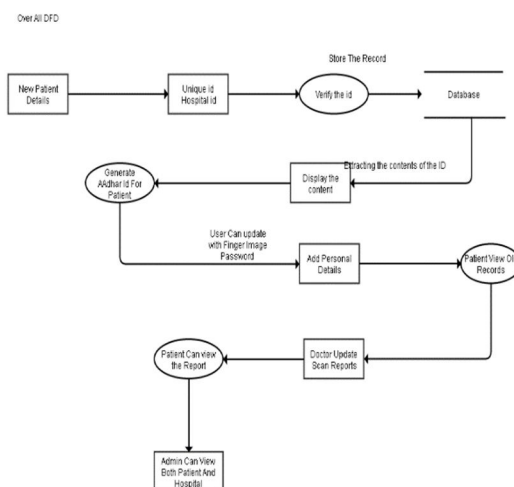 Over All DFD
Store The Record
New Patient
Details
Unique id
Hospital id
Verify the id
Database
Extracting the contents of the ID
Generate
AAdhar Id For
Patient
Display the
content
User Can update
with Finger Image
Password
Add Personal
Details
Patient View Ol
Records
Patient Can view
the Report
Doctor Update
Scan Reports
Admin Can View
Both Patient And
Hospital